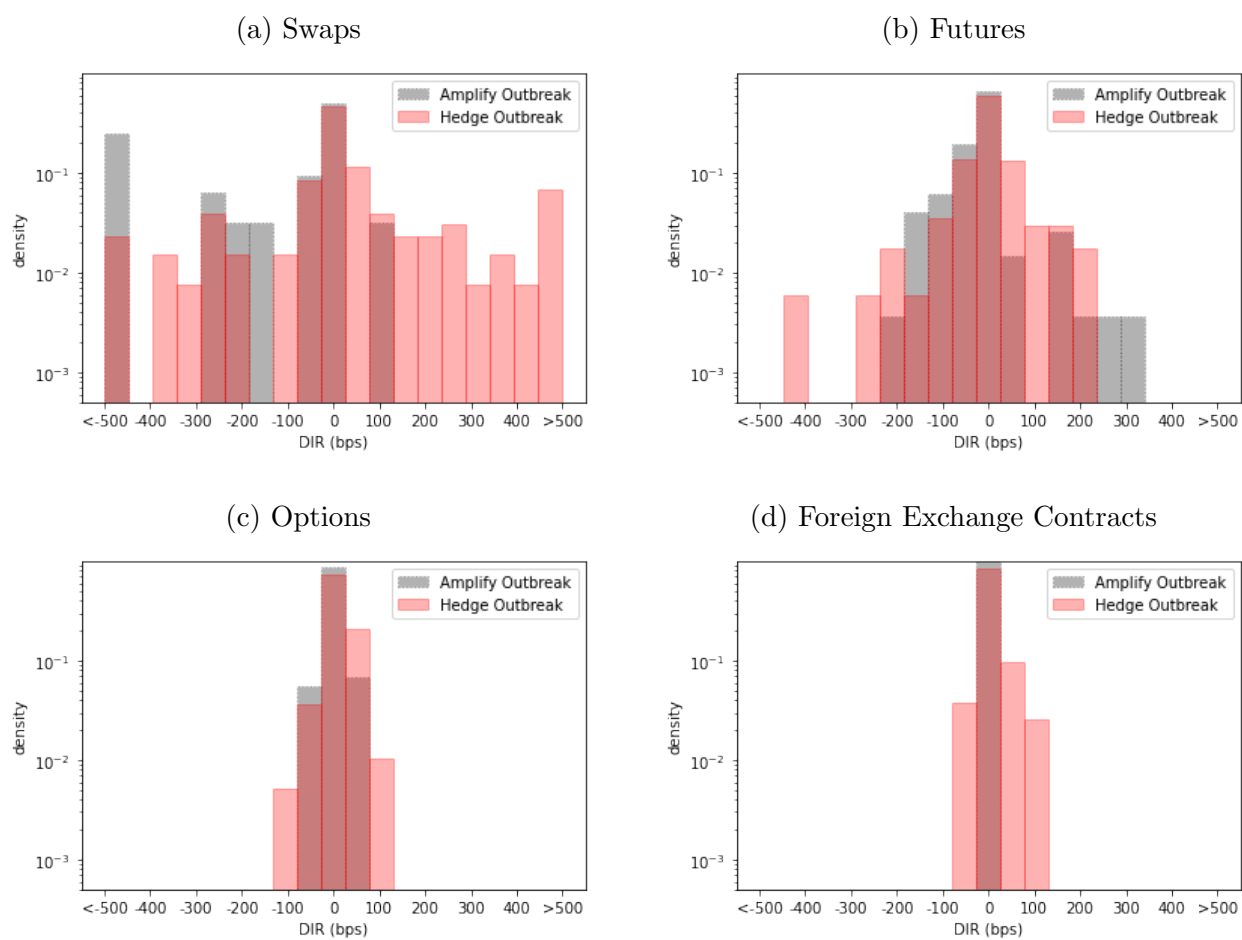 (a) Swaps
Amplify Outbreak
Hedge Outbreak
10⁻¹
10⁻²
10⁻³
density
<-500 -400 -300 -200 -100 0 100 200 300 400 >500
DIR (bps)
(b) Futures
Amplify Outbreak
Hedge Outbreak
10⁻¹
10⁻²
10⁻³
density
<-500 -400 -300 -200 -100 0 100 200 300 400 >500
DIR (bps)
(c) Options
Amplify Outbreak
Hedge Outbreak
10⁻¹
10⁻²
10⁻³
density
<-500 -400 -300 -200 -100 0 100 200 300 400 >500
DIR (bps)
(d) Foreign Exchange Contracts
Amplify Outbreak
Hedge Outbreak
10⁻¹
10⁻²
10⁻³
density
<-500 -400 -300 -200 -100 0 100 200 300 400 >500
DIR (bps)